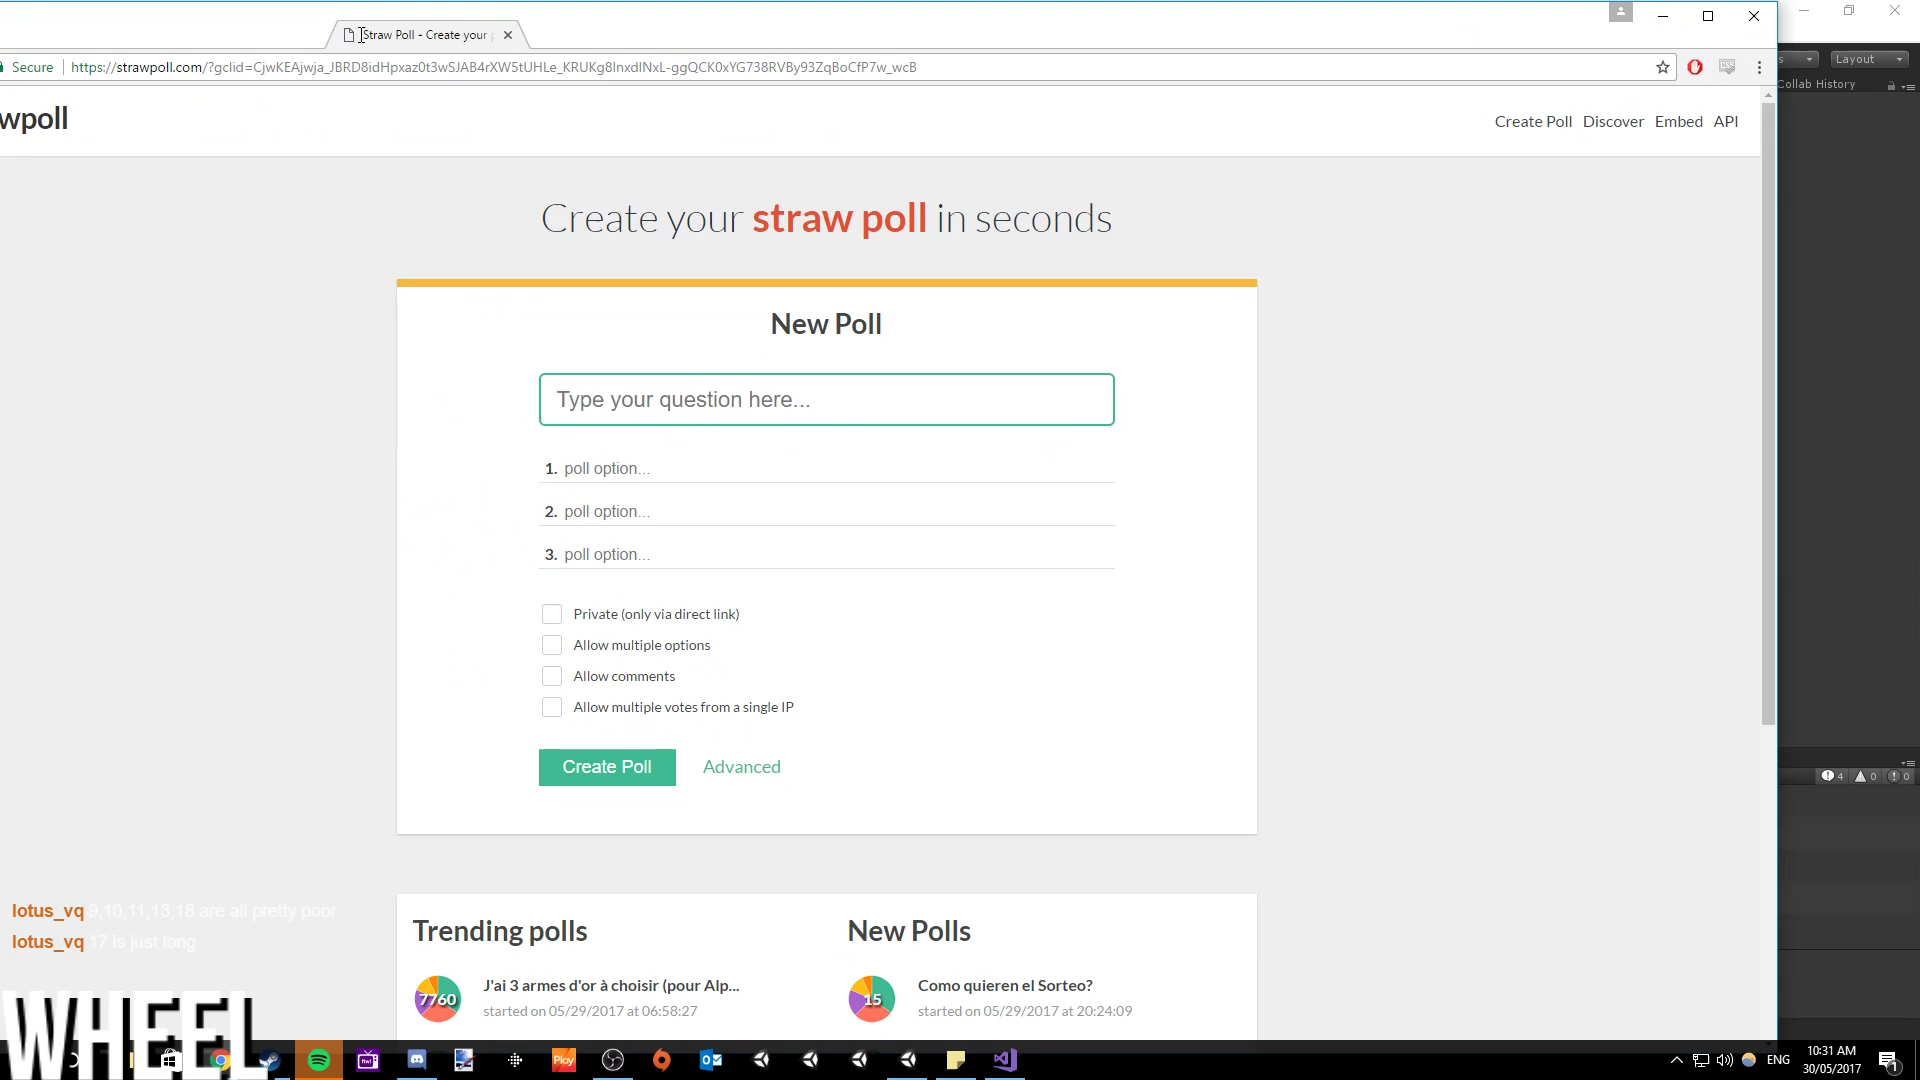 Straw Poll - Create your
Secure
https://strawpoll.com/?gclid=CjwKEAjwja_JBRD8idHpxaz0t3wSJAB4rXW5tUHLe_KRUKg8InxdINxL-ggQCK0xYG738RVBy93ZqBoCfP7w_wcB
Layout
Collab History
wpoll
Create Poll Discover Embed API
Create your straw poll in seconds
New Poll
Type your question here...
1. poll option...
2. poll option...
3. poll option...
Private (only via direct link)
Allow multiple options
Allow comments
Allow multiple votes from a single IP
Create Poll Advanced
4 0 0
lotus_vq 9,10,11,13,18 are all pretty poor
lotus_vq 17 is just long
Trending polls
7760 J'ai 3 armes d'or à choisir (pour Alp...
started on 05/29/2017 at 06:58:27
New Polls
15 Como quieren el Sorteo?
started on 05/29/2017 at 20:24:09
WHEEL
Play
ENG
10:31 AM
30/05/2017
1